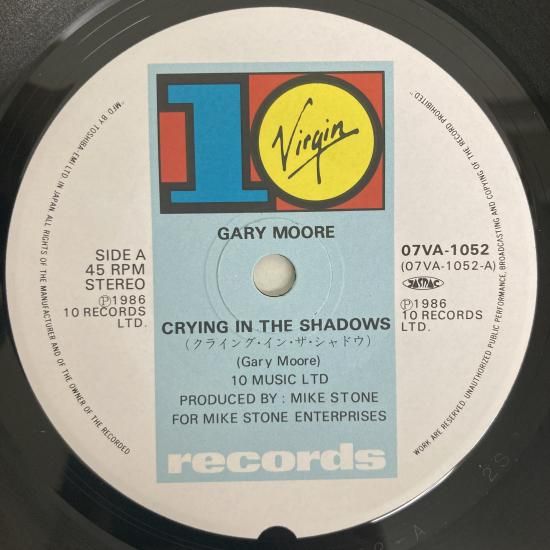 10
Virgin
GARY MOORE
SIDE A
45 RPM
STEREO
Ⓟ1986
10 RECORDS
LTD.
07VA-1052
(07VA-1052-A)
JASRAC
Ⓟ1986
10 RECORDS
LTD.
CRYING IN THE SHADOWS
(クライング・イン・ザ・シャドウ)
(Gary Moore)
10 MUSIC LTD
PRODUCED BY : MIKE STONE
FOR MIKE STONE ENTERPRISES
records
"MFD BY TOSHIBA-EMI LTD IN JAPAN ALL RIGHTS OF THE MANUFACTURER AND OF THE OWNER OF THE RECORDED
WORK ARE RESERVED. UNAUTHORIZED PUBLIC PERFORMANCE, BROADCASTING AND COPYING OF THE RECORD PROHIBITED"